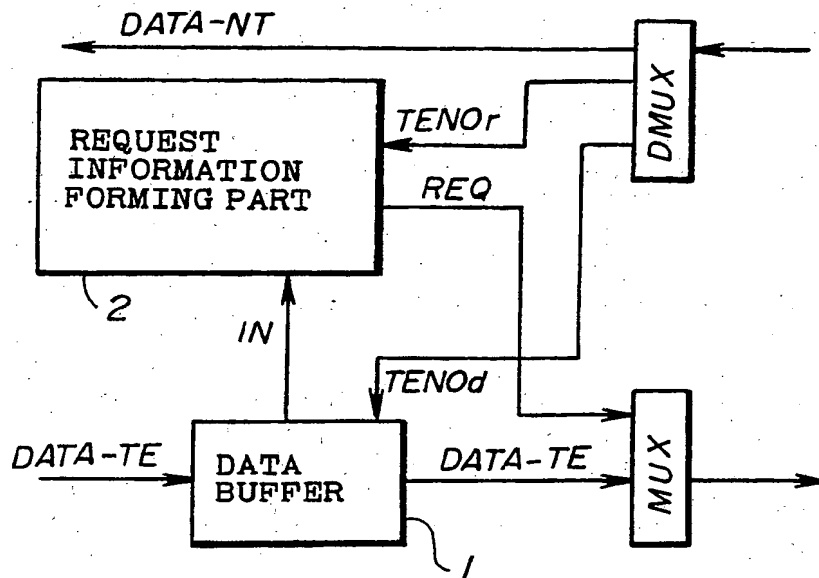 DATA-NT
DMUX
REQUEST
INFORMATION
FORMING PART
TENOr
REQ
2
IN
TENOd
DATA-TE
DATA
BUFFER
DATA-TE
MUX
1